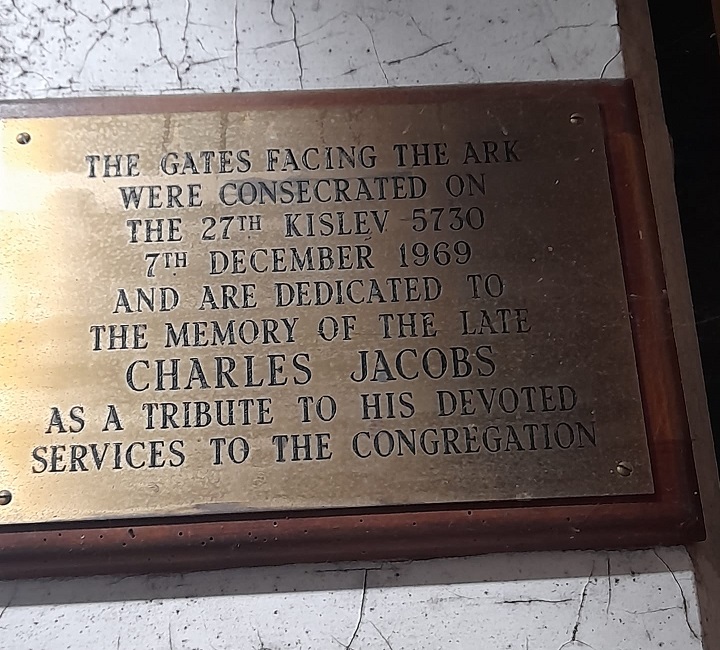 THE GATES FACING THE ARK
WERE CONSECRATED ON
THE 27TH KISLEV 5730
7TH DECEMBER 1969
AND ARE DEDICATED TO
THE MEMORY OF THE LATE
CHARLES JACOBS
AS A TRIBUTE TO HIS DEVOTED
SERVICES TO THE CONGREGATION